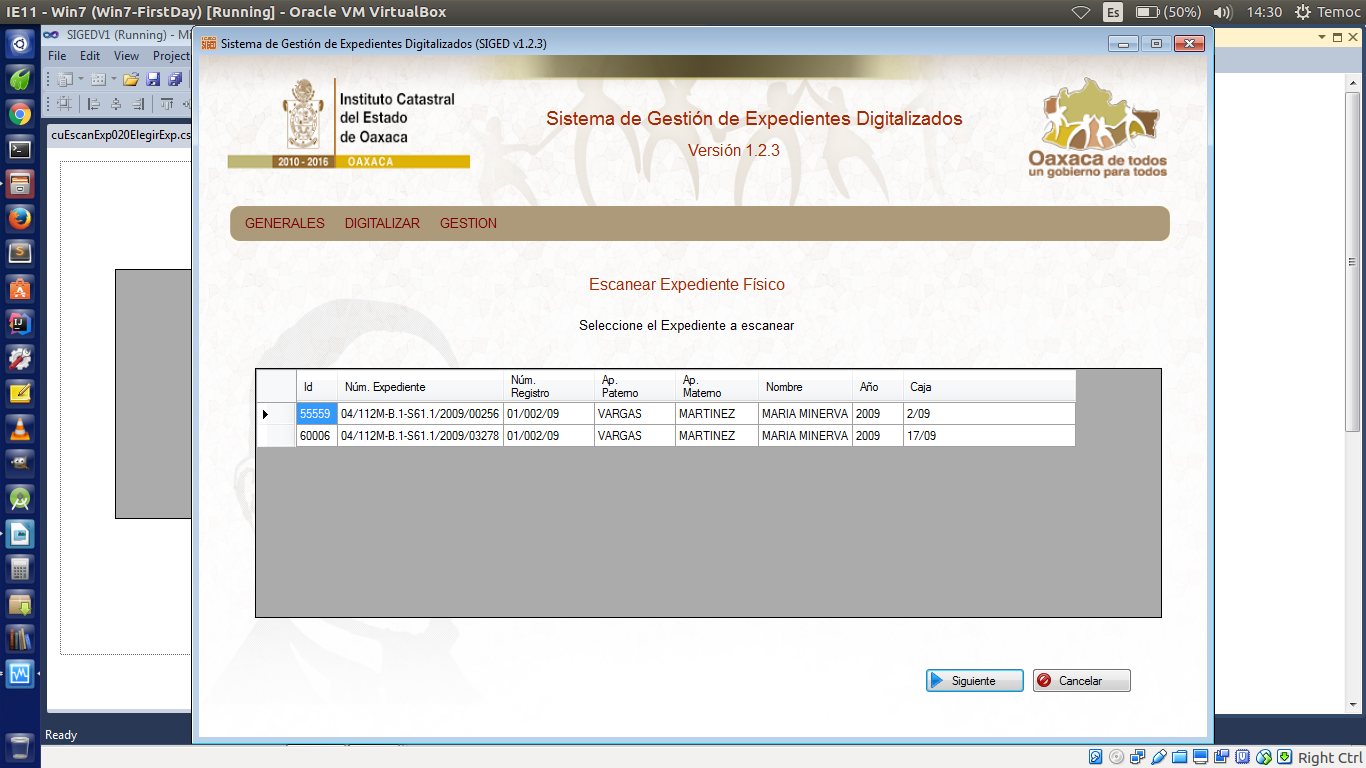 IE11 - Win7 (Win7-FirstDay) [Running] - Oracle VM VirtualBox
Es (50%) 14:30 Temoc
SIGEDV1 (Running) - Mi
File Edit View Project
cuEscanExp020ElegirExp.cs
Sistema de Gestión de Expedientes Digitalizados (SIGED v1.2.3)
Instituto Catastral
del Estado
de Oaxaca
2010 - 2016 OAXACA
Sistema de Gestión de Expedientes Digitalizados
Versión 1.2.3
Oaxaca de todos
un gobierno para todos
GENERALES DIGITALIZAR GESTION
Escanear Expediente Físico
Seleccione el Expediente a escanear
Id Núm. Expediente Núm. Registro Ap. Paterno Ap. Materno Nombre Año Caja
55559 04/112M-B.1-S61.1/2009/00256 01/002/09 VARGAS MARTINEZ MARIA MINERVA 2009 2/09
60006 04/112M-B.1-S61.1/2009/03278 01/002/09 VARGAS MARTINEZ MARIA MINERVA 2009 17/09
Siguiente Cancelar
Ready
Right Ctrl